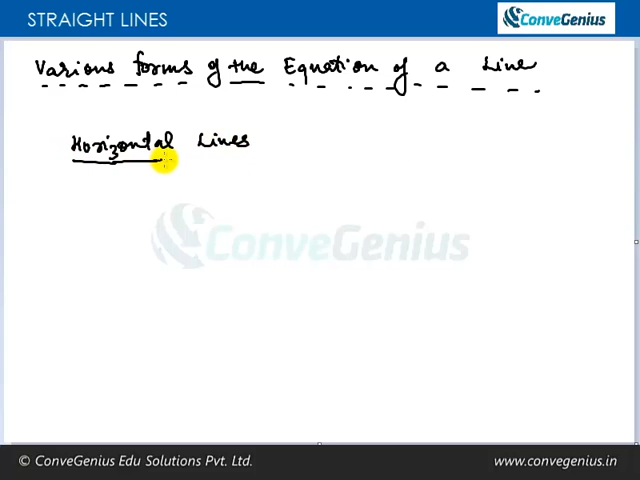 STRAIGHT LINES
ConveGenius
Various forms of the Equation of a Line
Horizontal Lines
ConveGenius
© ConveGenius Edu Solutions Pvt. Ltd.
www.convegenius.in